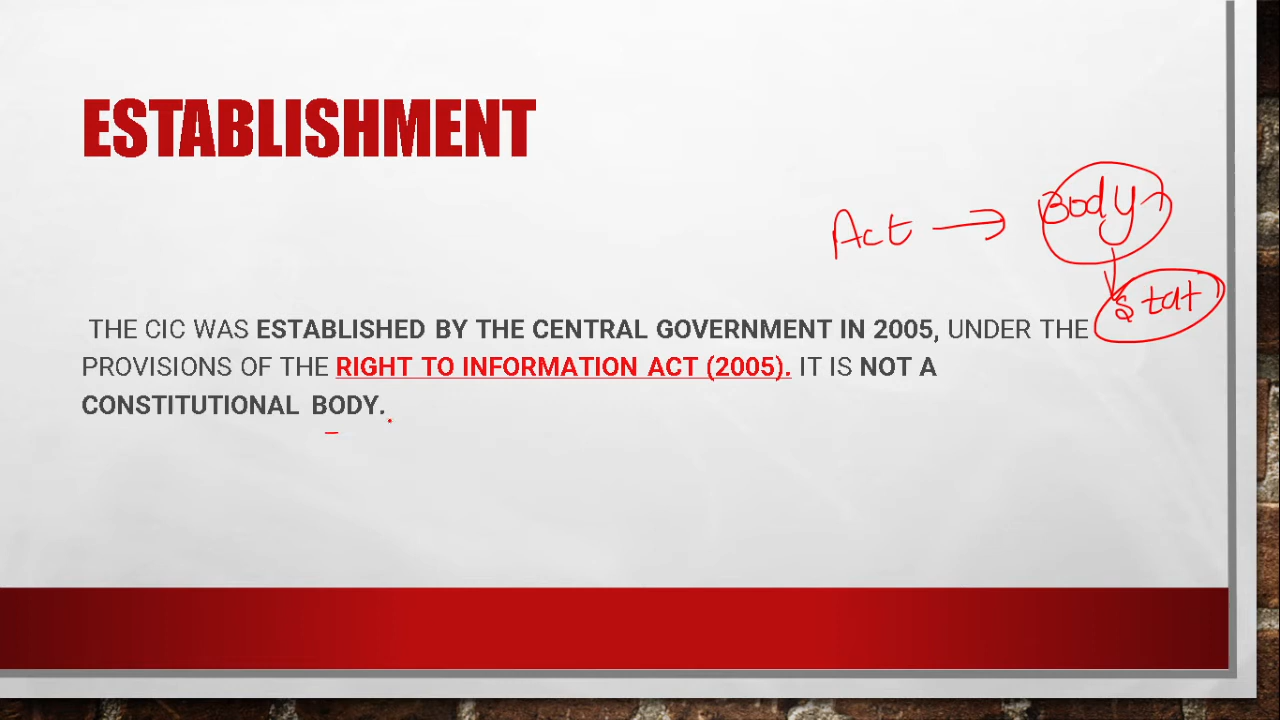 ESTABLISHMENT
Act → Body
Stat
THE CIC WAS ESTABLISHED BY THE CENTRAL GOVERNMENT IN 2005, UNDER THE
PROVISIONS OF THE RIGHT TO INFORMATION ACT (2005). IT IS NOT A
CONSTITUTIONAL BODY.